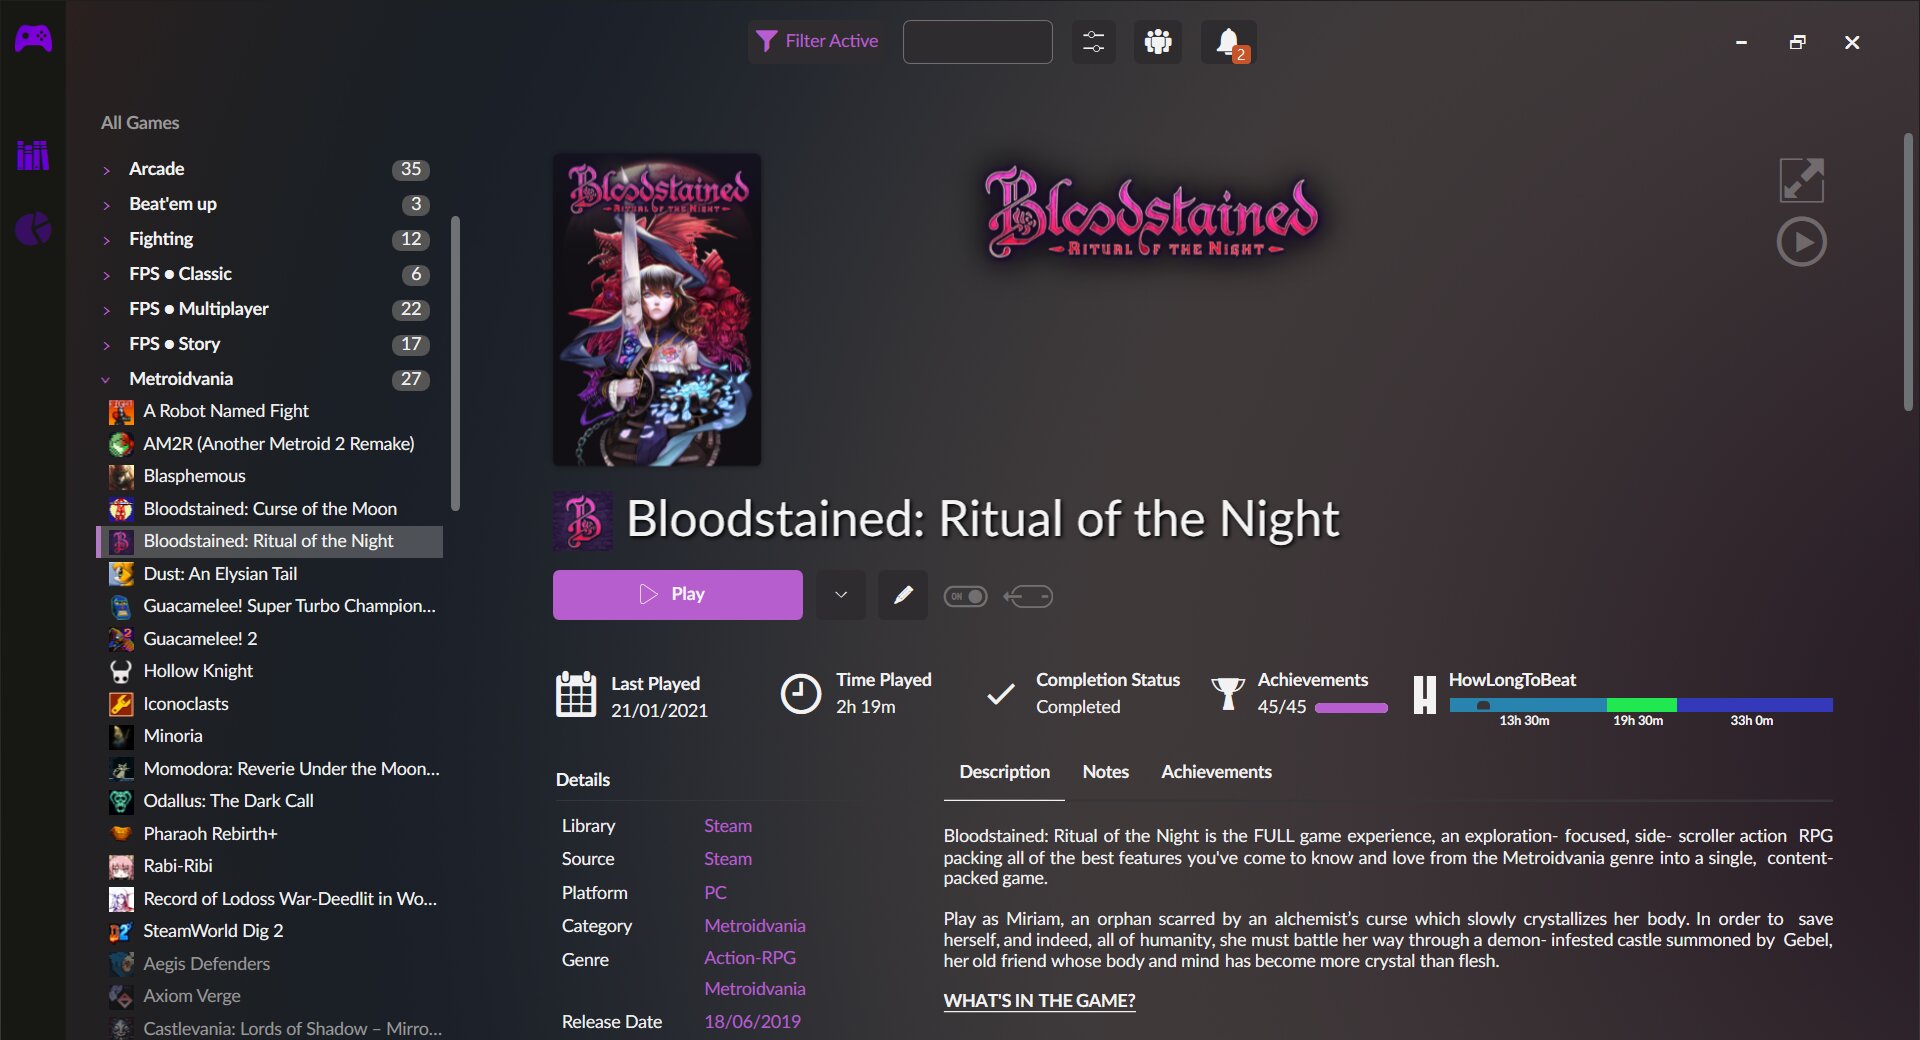 Filter Active
2
All Games
Arcade 35
Beat'em up 3
Fighting 12
FPS ● Classic 6
FPS ● Multiplayer 22
FPS ● Story 17
Metroidvania 27
A Robot Named Fight
AM2R (Another Metroid 2 Remake)
Blasphemous
Bloodstained: Curse of the Moon
Bloodstained: Ritual of the Night
Dust: An Elysian Tail
Guacamelee! Super Turbo Champion...
Guacamelee! 2
Hollow Knight
Iconoclasts
Minoria
Momodora: Reverie Under the Moon...
Odallus: The Dark Call
Pharaoh Rebirth+
Rabi-Ribi
Record of Lodoss War-Deedlit in Wo...
SteamWorld Dig 2
Aegis Defenders
Axiom Verge
Castlevania: Lords of Shadow – Mirro...
Bloodstained
RITUAL OF THE NIGHT
Bloodstained
RITUAL OF THE NIGHT
B Bloodstained: Ritual of the Night
Play
ON
Last Played
21/01/2021
Time Played
2h 19m
Completion Status
Completed
Achievements
45/45
HowLongToBeat
13h 30m 19h 30m 33h 0m
Details
Library Steam
Source Steam
Platform PC
Category Metroidvania
Genre Action-RPG
Metroidvania
Release Date 18/06/2019
Description Notes Achievements
Bloodstained: Ritual of the Night is the FULL game experience, an exploration- focused, side- scroller action RPG
packing all of the best features you've come to know and love from the Metroidvania genre into a single, content-
packed game.
Play as Miriam, an orphan scarred by an alchemist’s curse which slowly crystallizes her body. In order to save
herself, and indeed, all of humanity, she must battle her way through a demon- infested castle summoned by Gebel,
her old friend whose body and mind has become more crystal than flesh.
WHAT'S IN THE GAME?